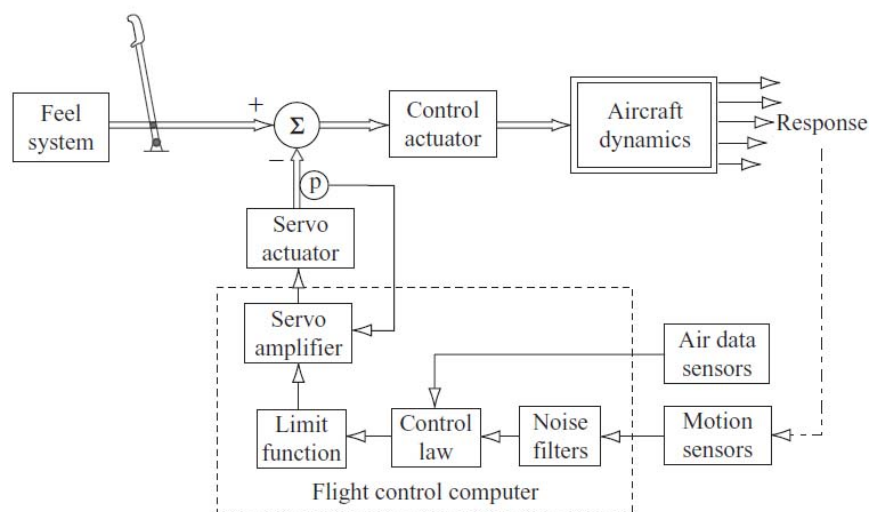 Feel
system
+
Σ
−
Control
actuator
Aircraft
dynamics
Response
p
Servo
actuator
Servo
amplifier
Air data
sensors
Limit
function
Control
law
Noise
filters
Motion
sensors
Flight control computer